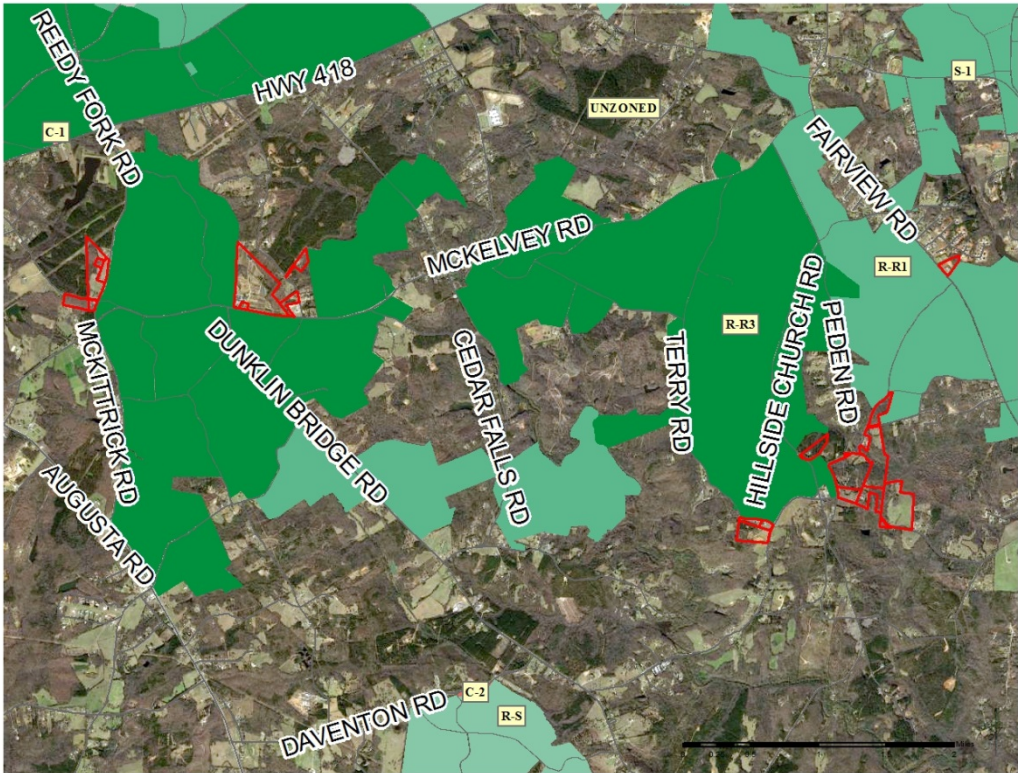 REEDY FORK RD
HWY 418
C-1
UNZONED
S-1
FAIRVIEW RD
MCKELVEY RD
R-R1
R-R3
HILLSIDE CHURCH RD
PEDEN RD
TERRY RD
CEDAR FALLS RD
DUNKLIN BRIDGE RD
MCKITTRICK RD
AUGUSTA RD
C-2
R-S
DAVENTON RD
2